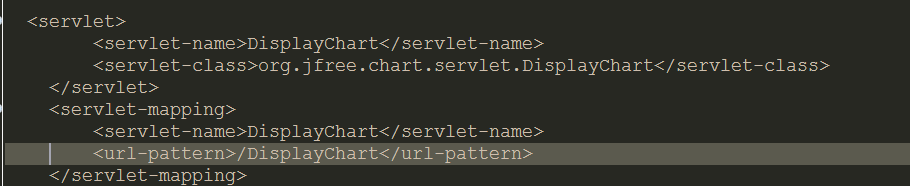 <servlet>
<servlet-name>DisplayChart</servlet-name>
<servlet-class>org.jfree.chart.servlet.DisplayChart</servlet-class>
</servlet>
<servlet-mapping>
<servlet-name>DisplayChart</servlet-name>
<url-pattern>/DisplayChart</url-pattern>
</servlet-mapping>